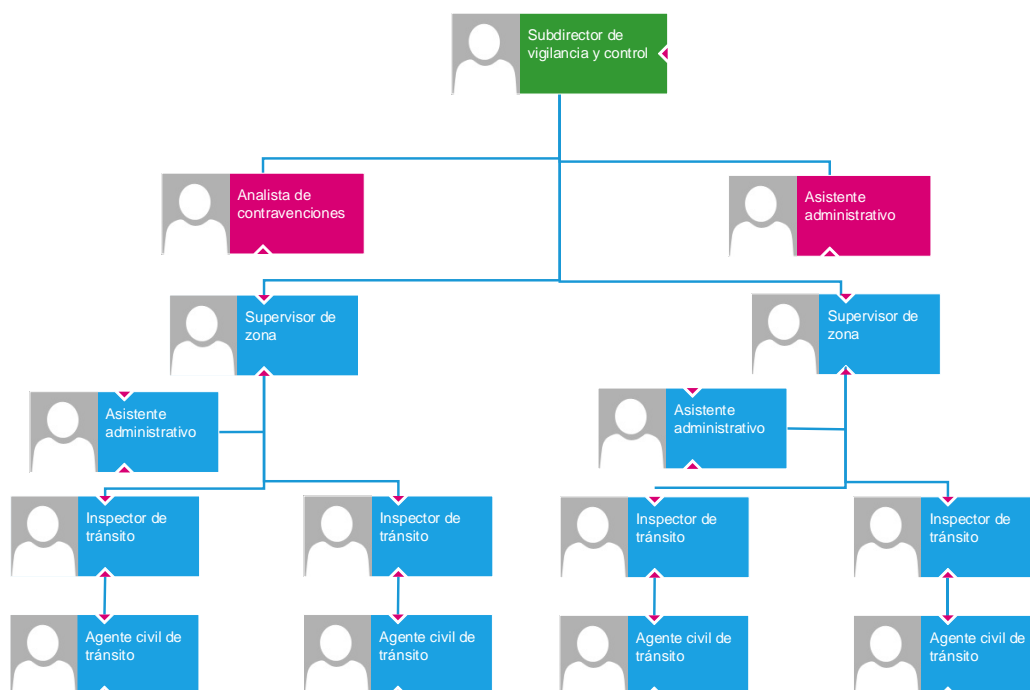 Subdirector de
vigilancia y control
Analista de
contravenciones
Asistente
administrativo
Supervisor de
zona
Supervisor de
zona
Asistente
administrativo
Asistente
administrativo
Inspector de
tránsito
Inspector de
tránsito
Inspector de
tránsito
Inspector de
tránsito
Agente civil de
tránsito
Agente civil de
tránsito
Agente civil de
tránsito
Agente civil de
tránsito